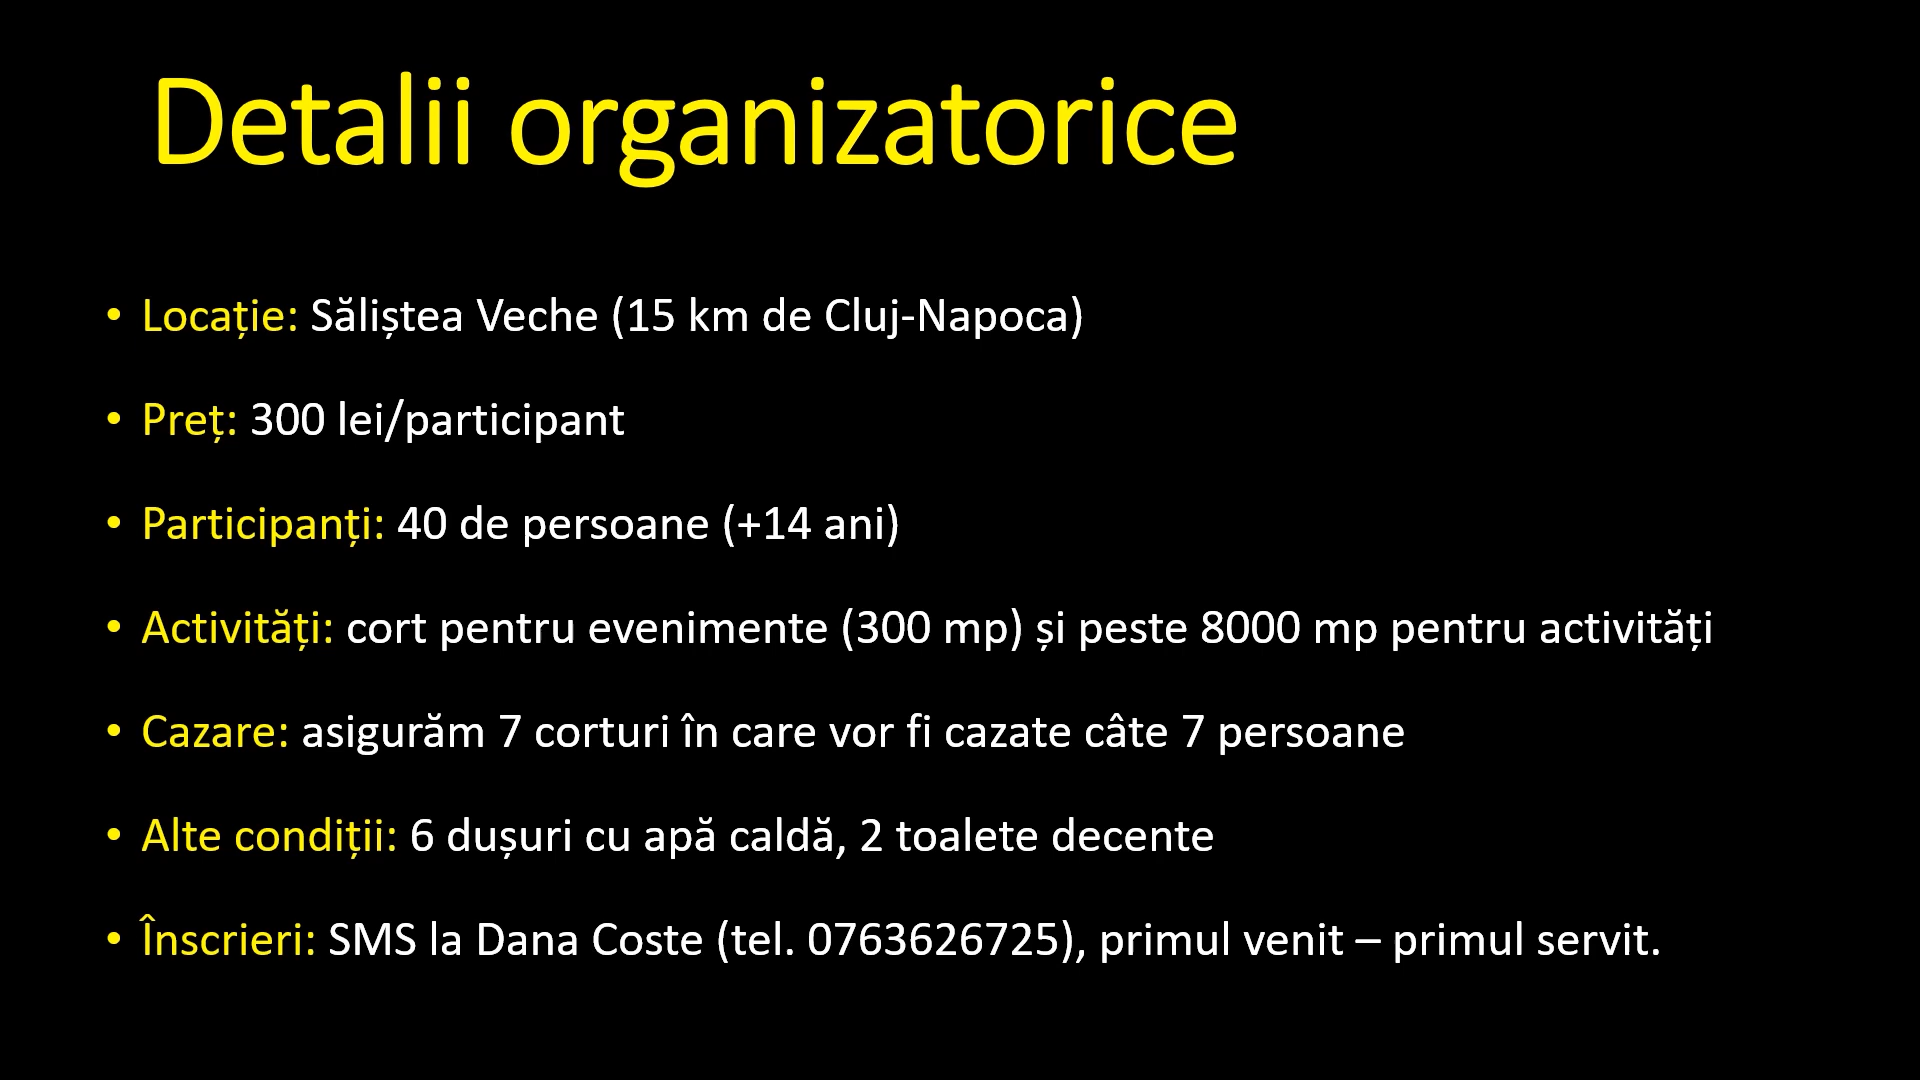 Detalii organizatorice
• Locație: Săliștea Veche (15 km de Cluj-Napoca)
• Preț: 300 lei/participant
• Participanți: 40 de persoane (+14 ani)
• Activități: cort pentru evenimente (300 mp) și peste 8000 mp pentru activități
• Cazare: asigurăm 7 corturi în care vor fi cazate câte 7 persoane
• Alte condiții: 6 dușuri cu apă caldă, 2 toalete decente
• Înscrieri: SMS la Dana Coste (tel. 0763626725), primul venit – primul servit.